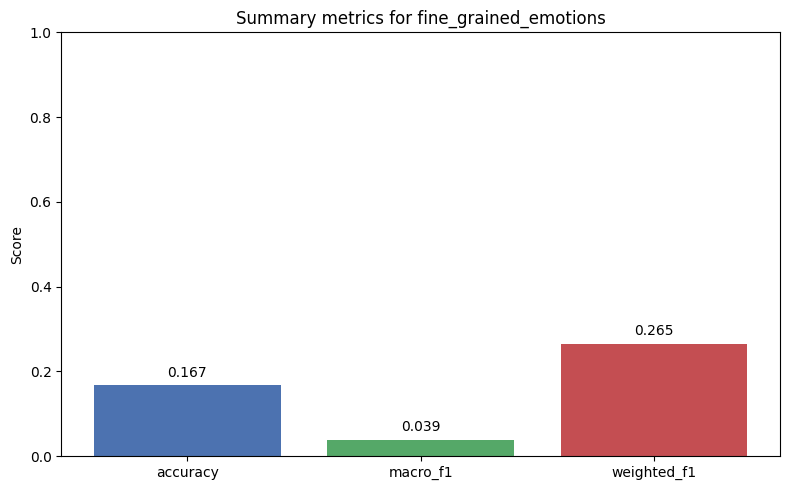 Summary metrics for fine_grained_emotions
1.0
0.8
0.6
0.4
0.2
0.0
Score
0.167
0.039
0.265
accuracy
macro_f1
weighted_f1